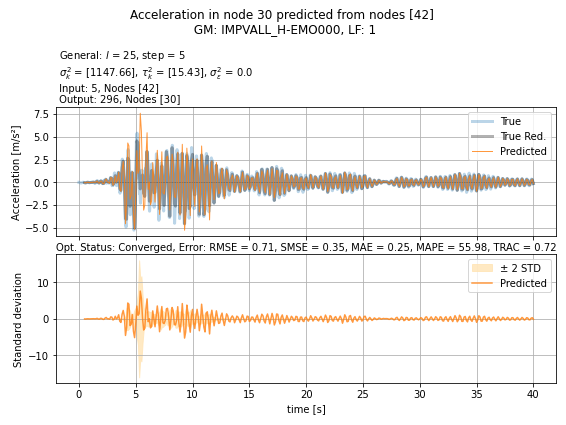 Acceleration in node 30 predicted from nodes [42]
GM: IMPVALL_H-EMO000, LF: 1
General: l = 25, step = 5
σ²ₖ = [1147.66], τ²ₖ = [15.43], σ²ε = 0.0
Input: 5, Nodes [42]
Output: 296, Nodes [30]
Acceleration [m/s²]
7.5
5.0
2.5
0.0
−2.5
−5.0
True
True Red.
Predicted
Opt. Status: Converged, Error: RMSE = 0.71, SMSE = 0.35, MAE = 0.25, MAPE = 55.98, TRAC = 0.72
Standard deviation
10
0
−10
± 2 STD
Predicted
0 5 10 15 20 25 30 35 40
time [s]